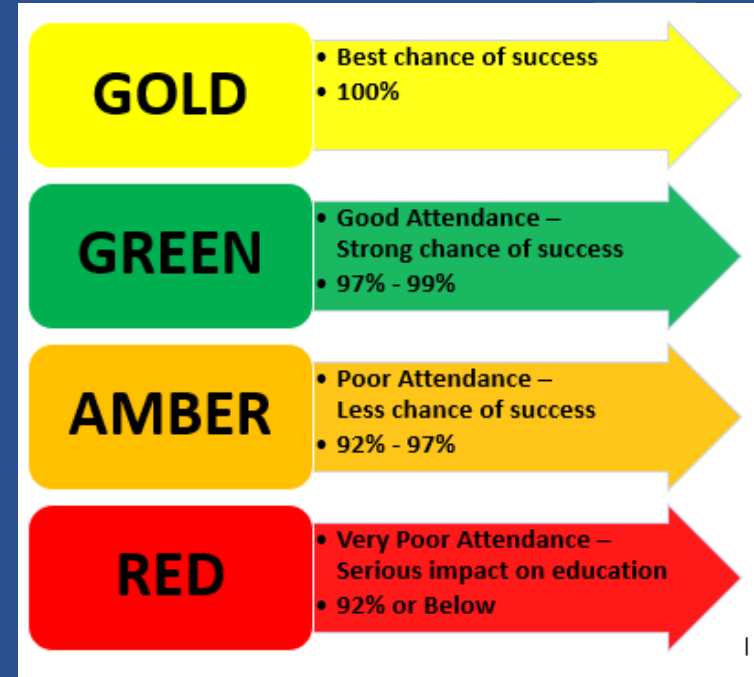 GOLD
• Best chance of success
• 100%
GREEN
• Good Attendance –
Strong chance of success
• 97% - 99%
AMBER
• Poor Attendance –
Less chance of success
• 92% - 97%
RED
• Very Poor Attendance –
Serious impact on education
• 92% or Below